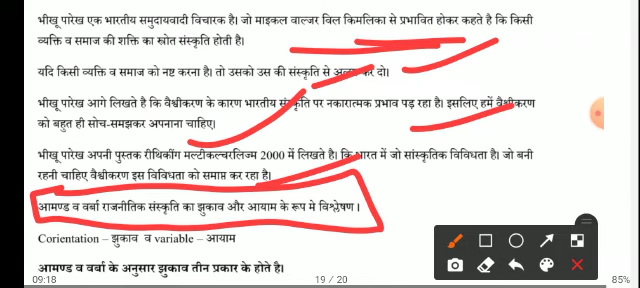 भीखू पारेख एक भारतीय समुदायवादी विचारक है। जो माइकल वाल्जर विल किमलिका से प्रभावित होकर कहते है कि किसी
व्यक्ति व समाज की शक्ति का स्त्रोत संस्कृति होती है।
यदि किसी व्यक्ति व समाज को नष्ट करना है। तो उसको उस की संस्कृति से अलग कर दो।
भीखू पारेख आगे लिखते है कि वैश्वीकरण के कारण भारतीय संस्कृति पर नकारात्मक प्रभाव पड़ रहा है। इसलिए हमें वैश्वीकरण
को बहुत ही सोच-समझकर अपनाना चाहिए।
भीखू पारेख अपनी पुस्तक रीथिकींग मल्टीकल्चरलिज्म 2000 में लिखते है। कि भारत में जो सांस्कृतिक विविधता है। जो बनी
रहनी चाहिए वैश्वीकरण इस विविधता को समाप्त कर रहा है।
आमण्ड व वर्बा राजनीतिक संस्कृति का झुकाव और आयाम के रूप मे विश्लेषण।
Corientation – झुकाव व variable – आयाम
आमण्ड व वर्बा के अनुसार झुकाव तीन प्रकार के होते है।
09:18 19 / 20 85%